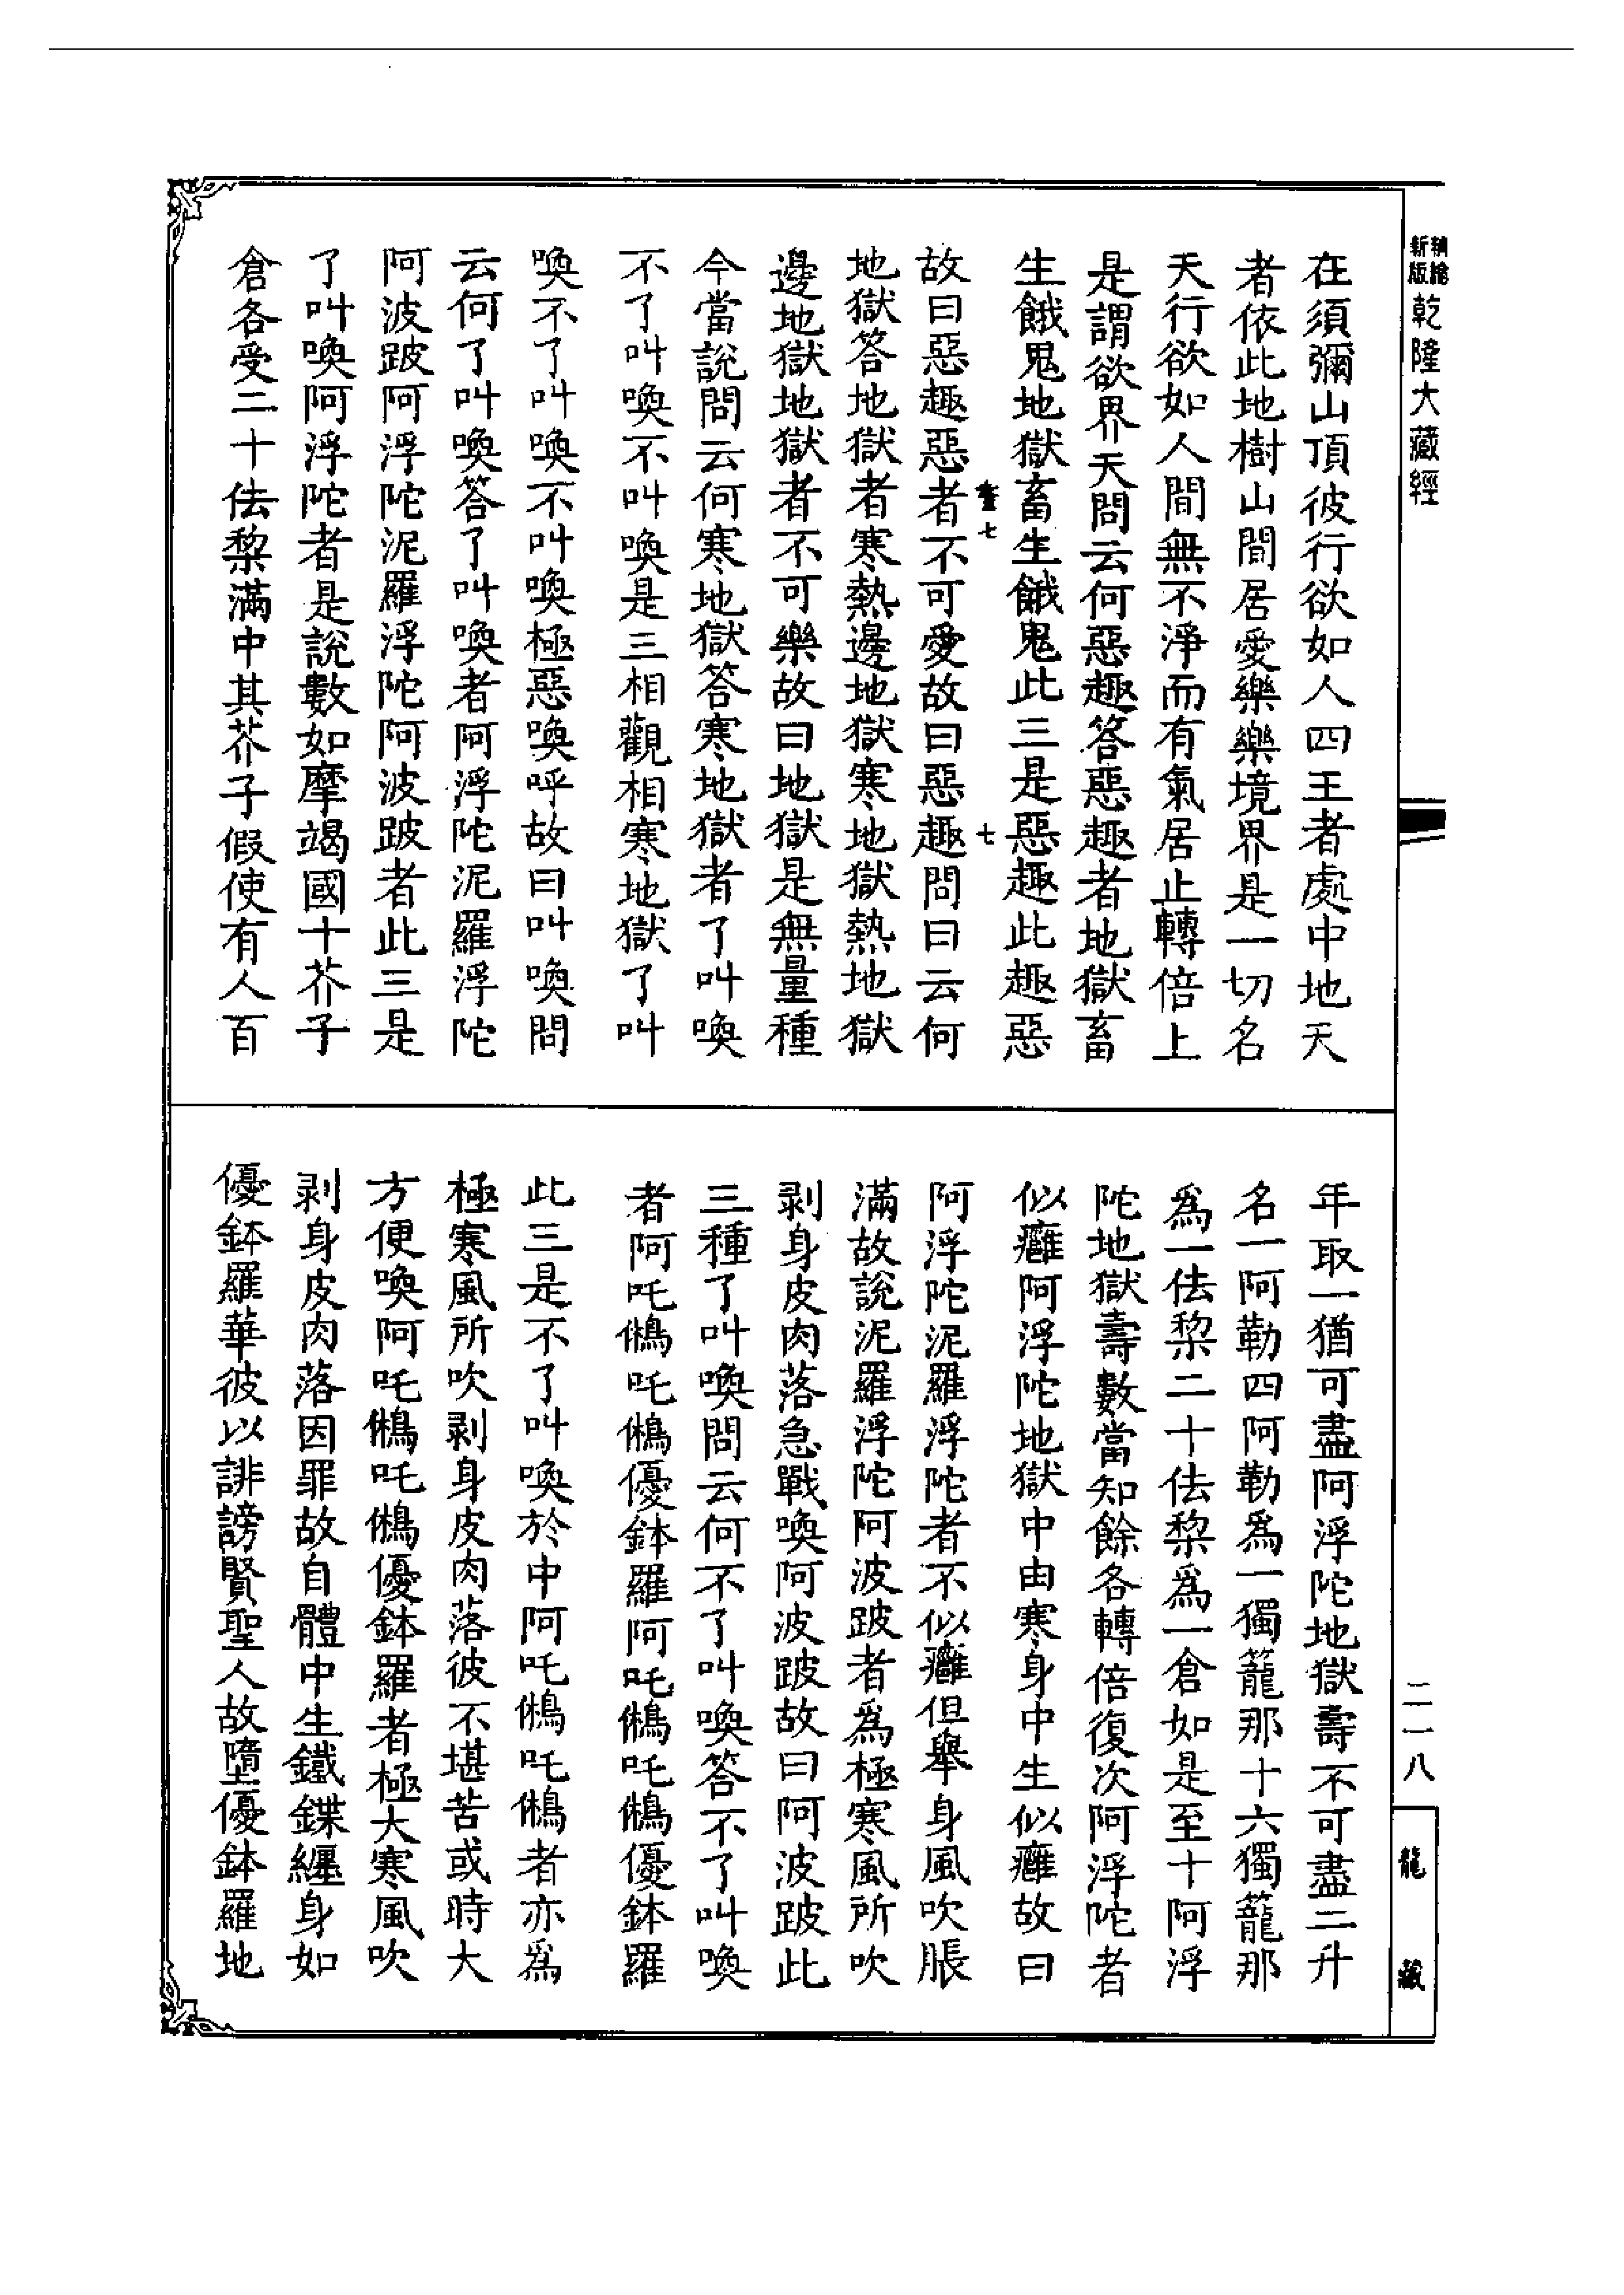 新版
精繪
乾隆大藏經
在須彌山頂彼行欲如人四王者處中地天
者依此地樹山間居愛樂樂境界是一切名
天行欲如人間無不淨而有氣居止轉倍上
是謂欲界天問云何惡趣答惡趣者地獄畜
生餓鬼地獄畜生餓鬼此三是惡趣此趣惡
七
七
故曰惡趣惡者不可愛故曰惡趣問曰云何
地獄答地獄者寒熱邊地獄寒地獄熱地獄
邊地獄地獄者不可樂故曰地獄是無量種
今當說問云何寒地獄答寒地獄者了叫喚
不了叫喚不叫喚是三相觀相寒地獄了叫
喚不了叫喚不叫喚極惡喚呼故曰叫喚問
云何了叫喚答了叫喚者阿浮陀泥羅浮陀
阿波跛阿浮陀泥羅浮陀阿波跛者此三是
了叫喚阿浮陀者是說數如摩竭國十芥子
倉各受二十佉黎滿中其芥子假使有人百
年取一猶可盡阿浮陀地獄壽不可盡二升
名一阿勒四阿勒為一獨籠那十六獨籠那
為一佉黎二十佉黎為一倉如是至十阿浮
陀地獄壽數當知餘各轉倍復次阿浮陀者
似癰阿浮陀地獄中由寒身中生似癰故曰
阿浮陀泥羅浮陀者不似癰但舉身風吹脹
滿故說泥羅浮陀阿波跛者為極寒風所吹
剥身皮肉落急戰喚阿波跛故曰阿波跛此
三種了叫喚問云何不了叫喚答不了叫喚
者阿吒鵂吒鵂優鉢羅阿吒鵂吒鵂優鉢羅
此三是不了叫喚於中阿吒鵂吒鵂者亦為
極寒風所吹剥身皮肉落彼不堪苦或時大
方便喚阿吒鵂吒鵂優鉢羅者極大寒風吹
剥身皮肉落因罪故自體中生鐵鍱纏身如
優鉢羅華彼以誹謗賢聖人故墮優鉢羅地
二一八
龍藏